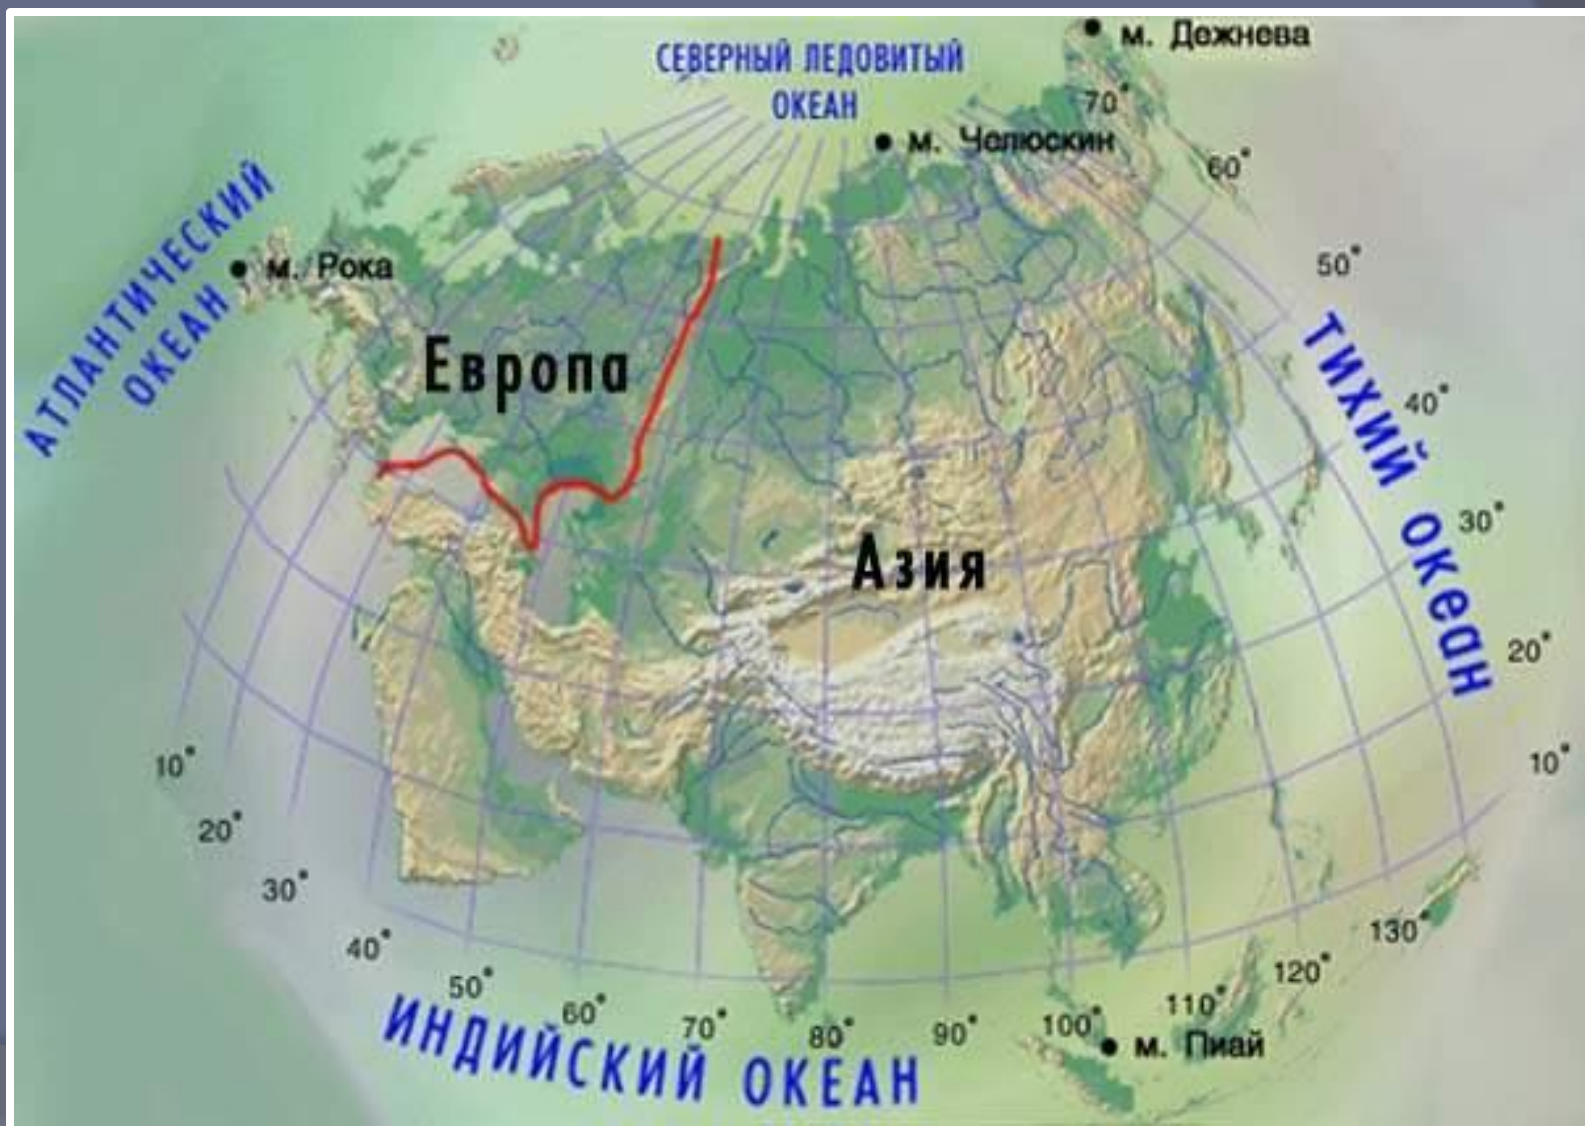 м. Дежнева
СЕВЕРНЫЙ ЛЕДОВИТЫЙ
ОКЕАН
70°
м. Челюскин
60°
АТЛАНТИЧЕСКИЙ
ОКЕАН
м. Рока
50°
Европа
ТИХИЙ ОКЕАН
40°
30°
Азия
20°
10°
10°
20°
30°
40°
50°
60°
70°
80°
90°
100°
110°
120°
130°
м. Пиай
ИНДИЙСКИЙ ОКЕАН